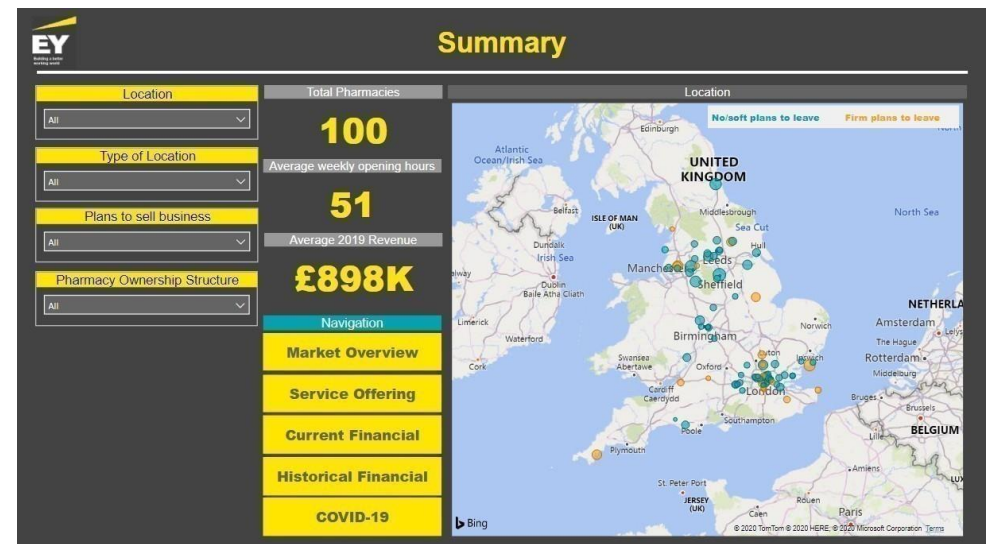 EY
Building a better
working world
Summary
Location
All
Type of Location
All
Plans to sell business
All
Pharmacy Ownership Structure
All
Total Pharmacies
100
Average weekly opening hours
51
Average 2019 Revenue
£898K
Navigation
Market Overview
Service Offering
Current Financial
Historical Financial
COVID-19
Location
No/soft plans to leave
Firm plans to leave
Edinburgh
Atlantic
Ocean/Irish Sea
UNITED
KINGDOM
Belfast
ISLE OF MAN
(UK)
Middlesbrough
North Sea
Sea Cut
Dundalk
Irish Sea
Hull
Leeds
Dublin
Baile Átha Cliath
Sheffield
NETHERLA
Limerick
Norwich
Amsterdam
Lelys
Waterford
Birmingham
The Hague
Cork
Swansea
Abertawe
Oxford
Ipswich
Rotterdam
Middelburg
Cardiff
Caerdydd
London
Bruges
Brussels
Southampton
Poole
BELGIUM
Lille
Plymouth
Amiens
St. Peter Port
LUX
JERSEY
(UK)
Rouen
Caen
Paris
Bing
© 2020 TomTom © 2020 HERE, © 2020 Microsoft Corporation Terms